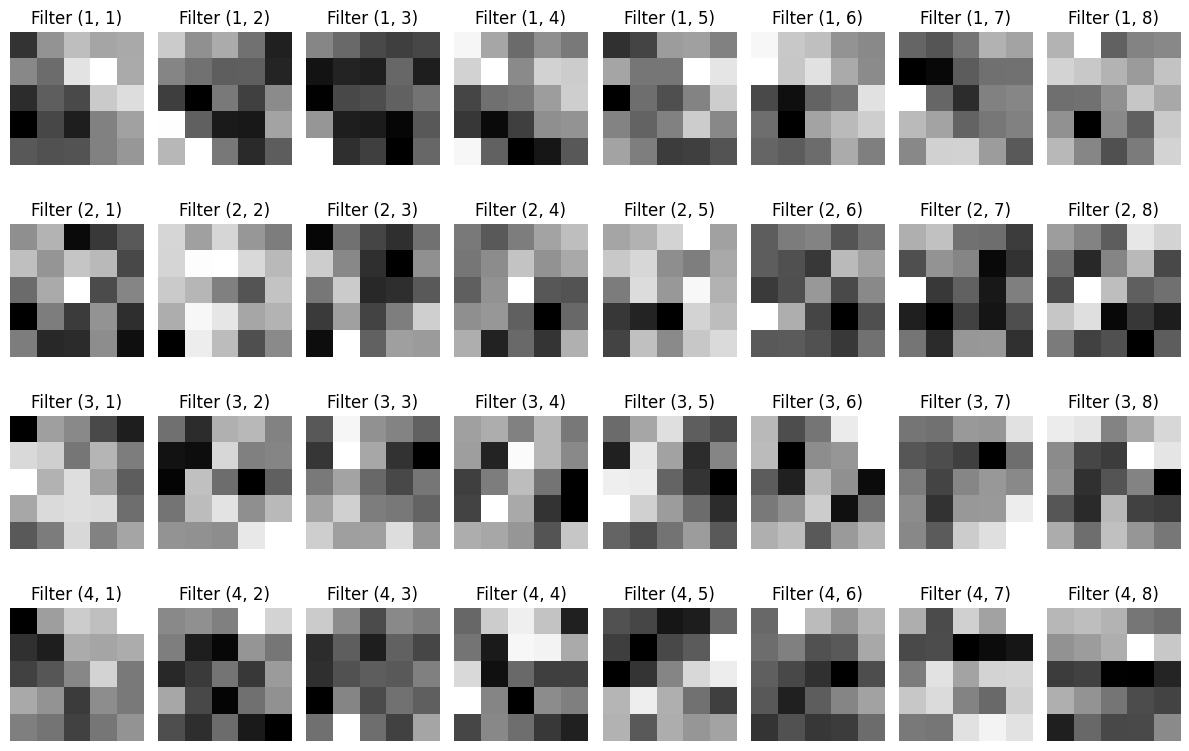 Filter (1, 1) Filter (1, 2) Filter (1, 3) Filter (1, 4) Filter (1, 5) Filter (1, 6) Filter (1, 7) Filter (1, 8)
Filter (2, 1) Filter (2, 2) Filter (2, 3) Filter (2, 4) Filter (2, 5) Filter (2, 6) Filter (2, 7) Filter (2, 8)
Filter (3, 1) Filter (3, 2) Filter (3, 3) Filter (3, 4) Filter (3, 5) Filter (3, 6) Filter (3, 7) Filter (3, 8)
Filter (4, 1) Filter (4, 2) Filter (4, 3) Filter (4, 4) Filter (4, 5) Filter (4, 6) Filter (4, 7) Filter (4, 8)